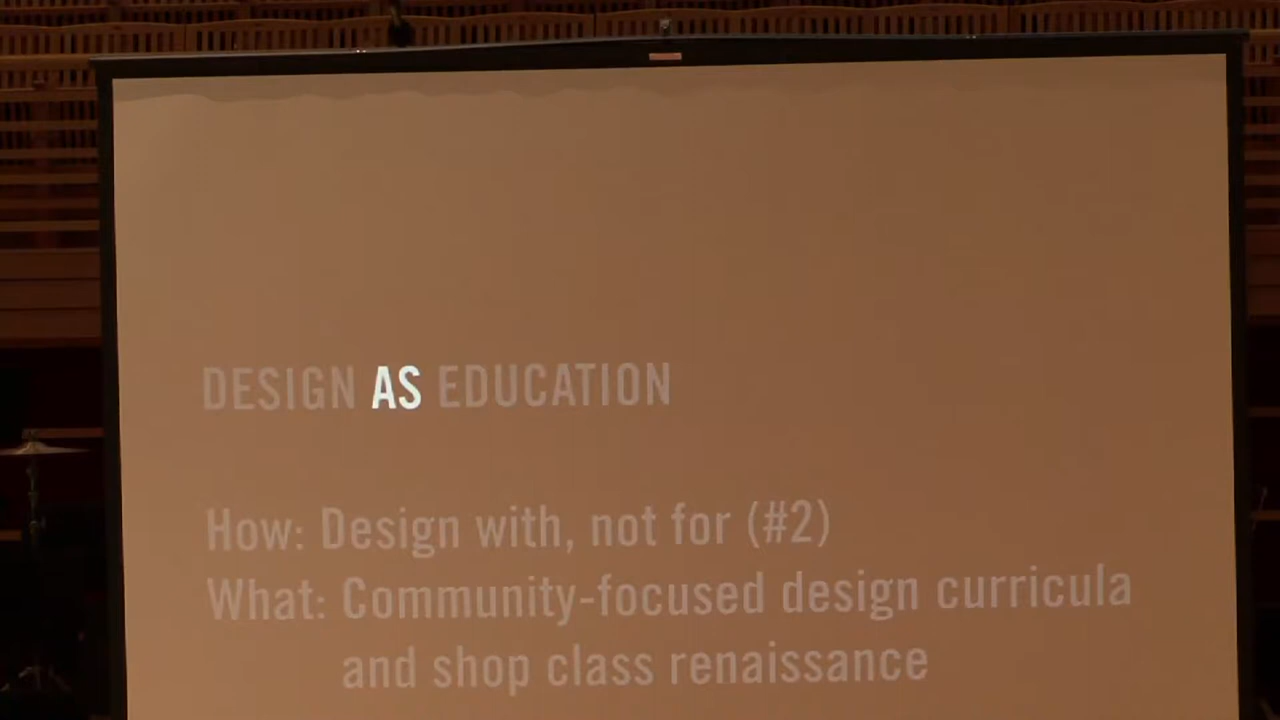 DESIGN AS EDUCATION
How: Design with, not for (#2)
What: Community-focused design curricula
and shop class renaissance